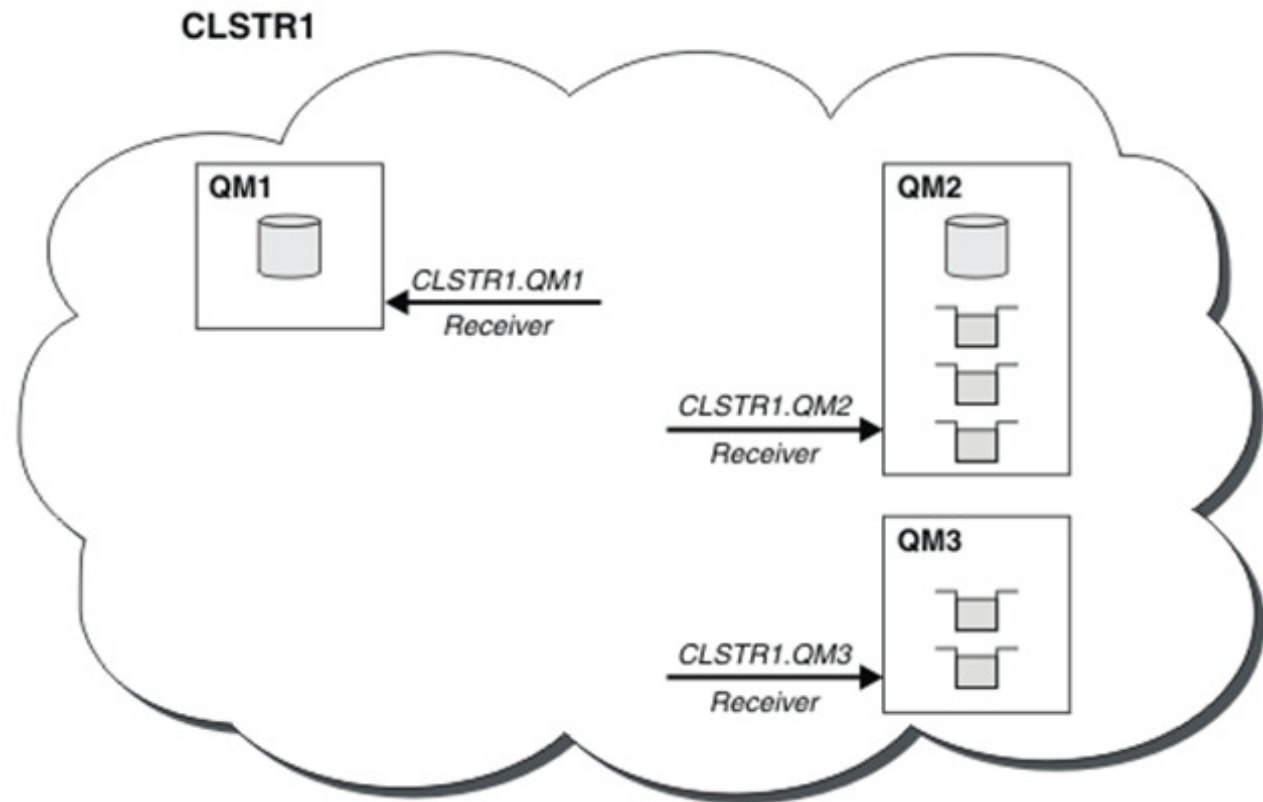 CLSTR1
QM1
CLSTR1.QM1
Receiver
QM2
CLSTR1.QM2
Receiver
QM3
CLSTR1.QM3
Receiver